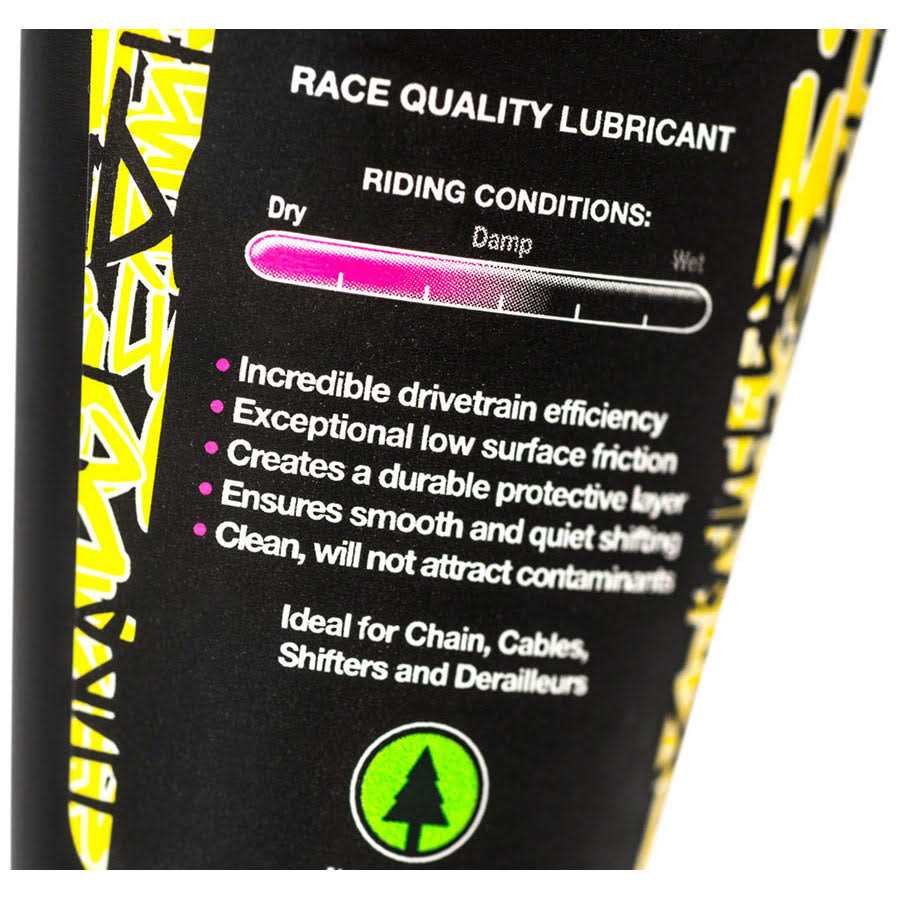 RACE QUALITY LUBRICANT
RIDING CONDITIONS:
Dry Damp Wet
• Incredible drivetrain efficiency
• Exceptional low surface friction
• Creates a durable protective layer
• Ensures smooth and quiet shifting
• Clean, will not attract contaminants
Ideal for Chain, Cables,
Shifters and Derailleurs